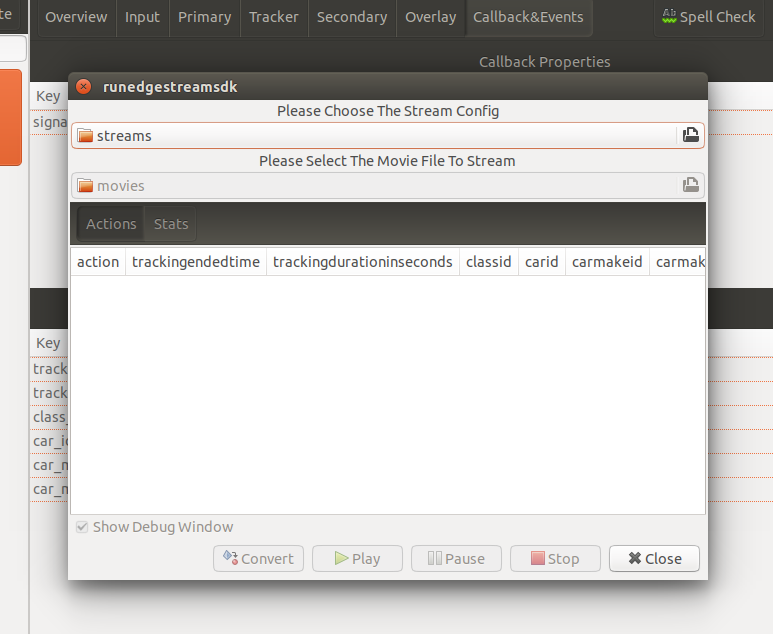 te
Overview Input Primary Tracker Secondary Overlay Callback&Events Spell Check
Callback Properties
Key
signa
runedgestreamsdk
Please Choose The Stream Config
streams
Please Select The Movie File To Stream
movies
Actions Stats
action trackingendedtime trackingdurationinseconds classid carid carmakeid carmak
Key
track
track
class_
car_i
car_m
car_m
Show Debug Window
Convert Play Pause Stop Close